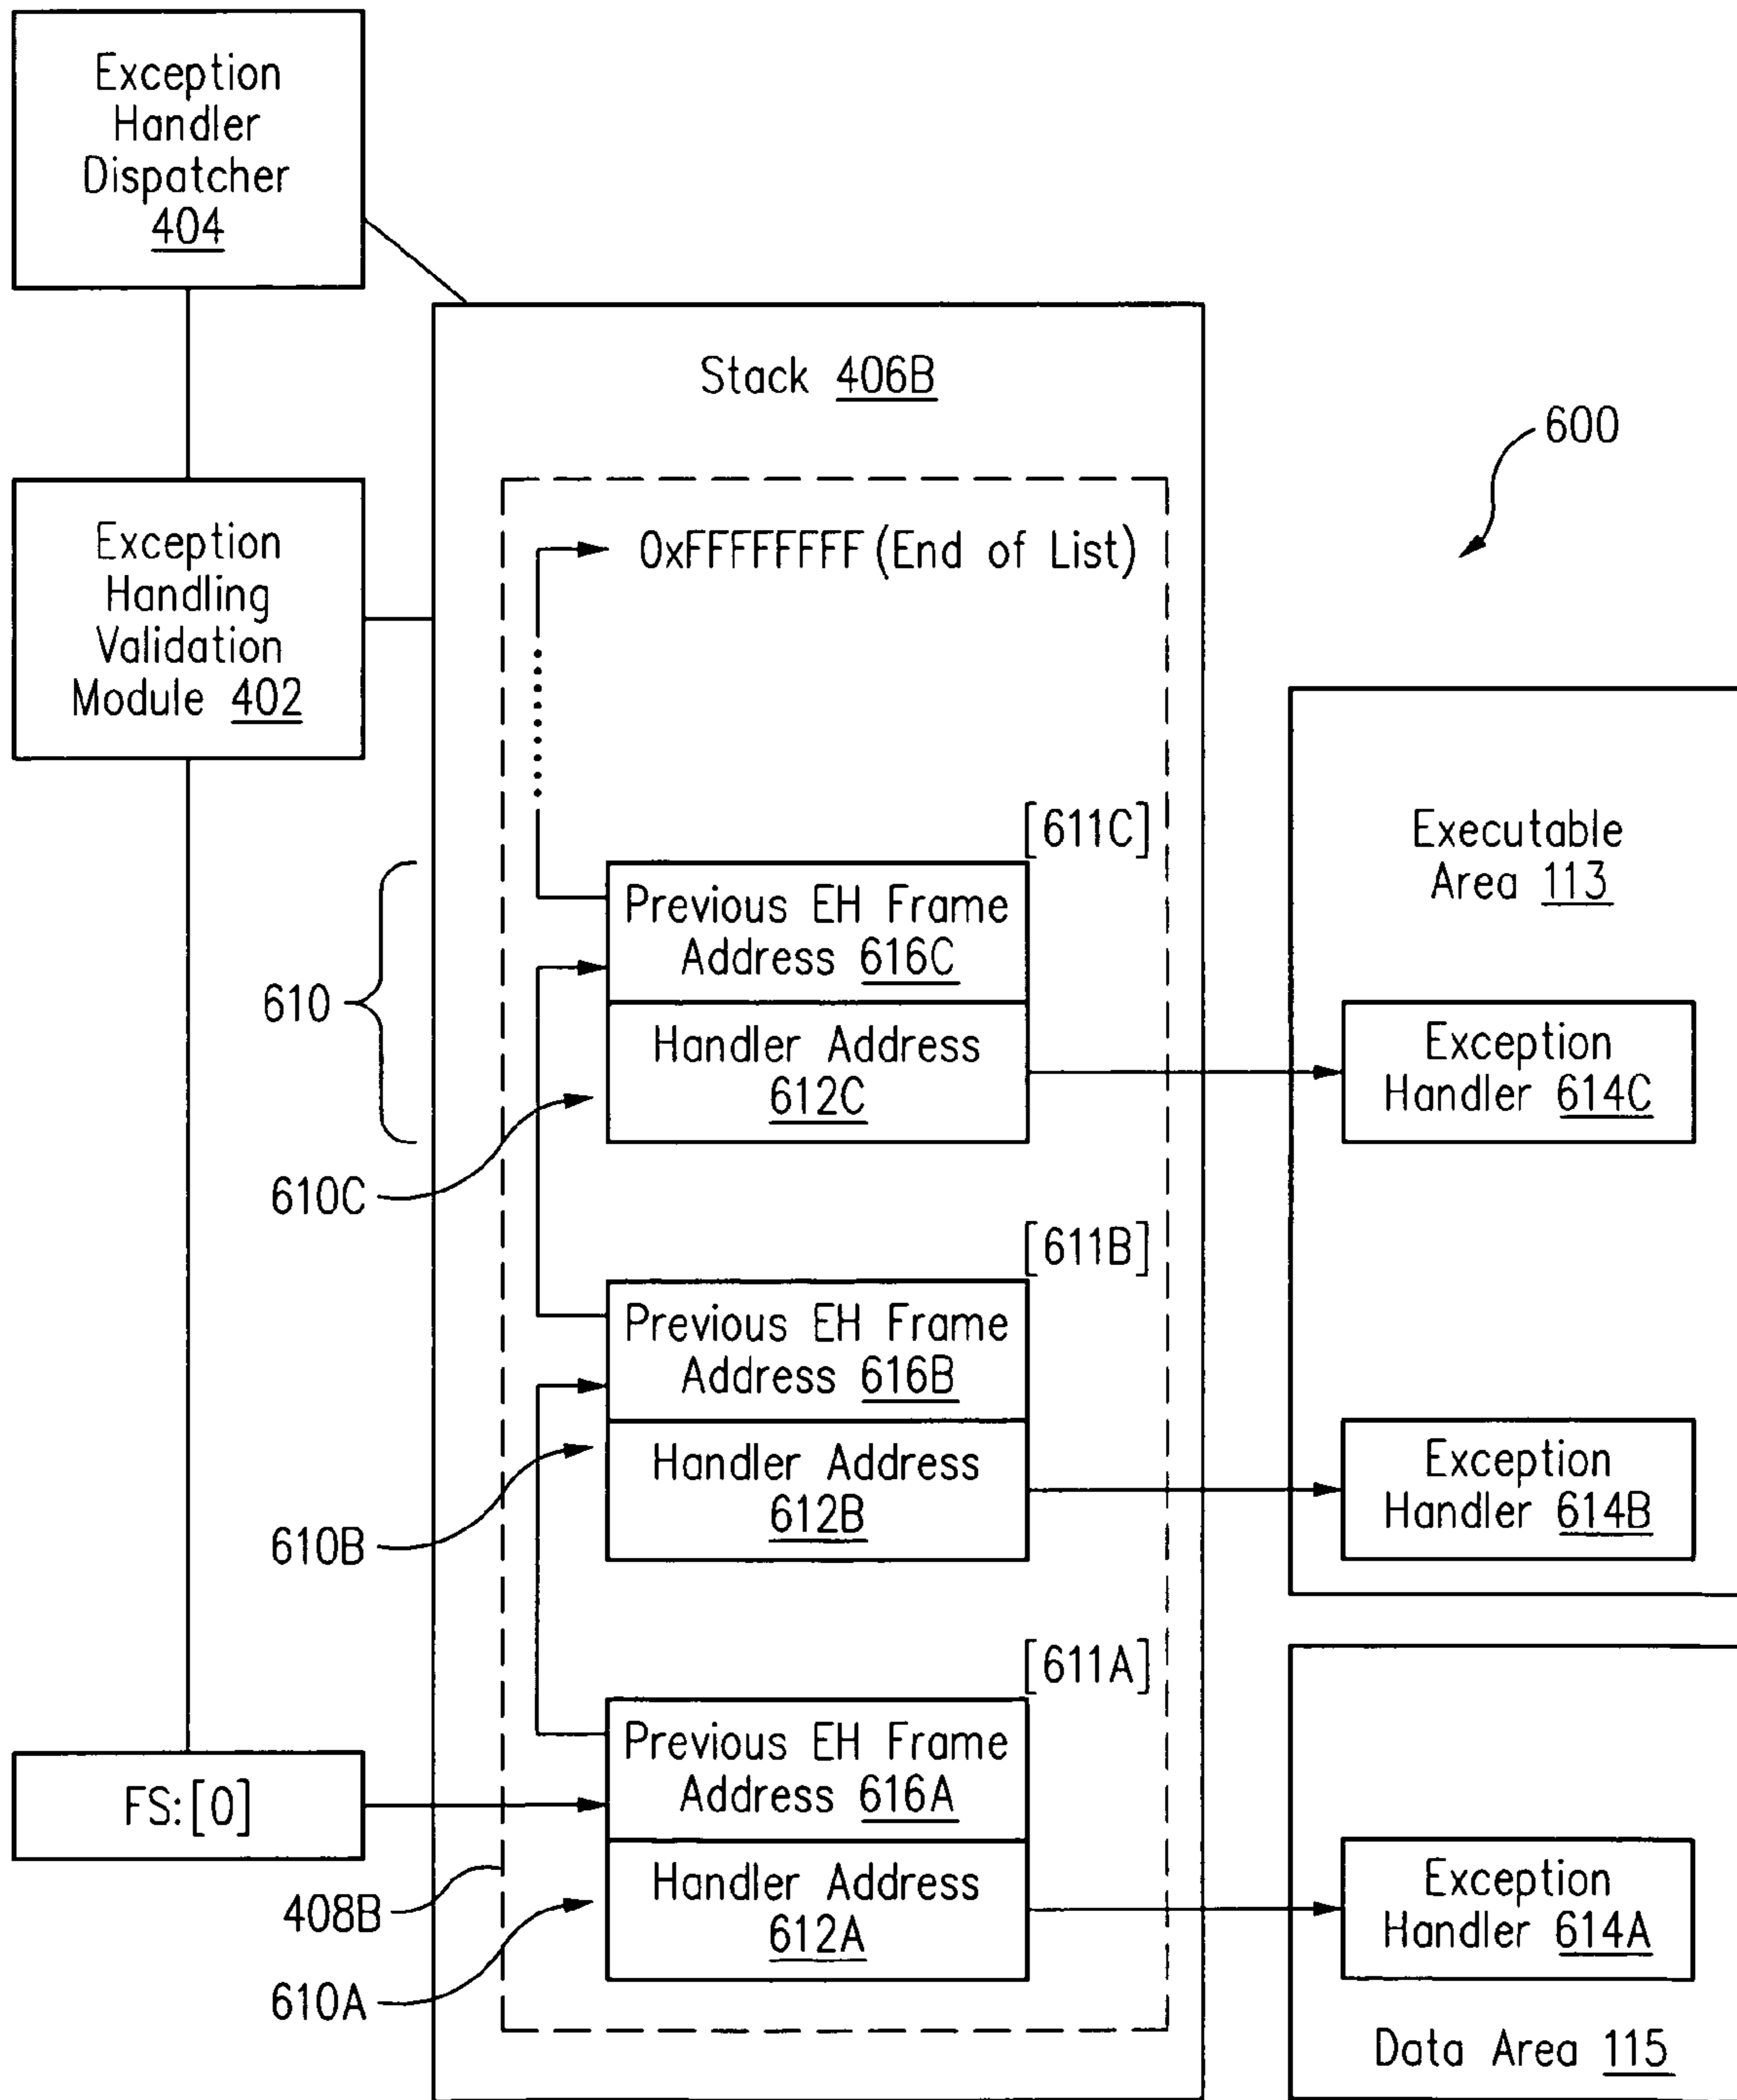 Exception
Handler
Dispatcher
404
Stack 406B
600
Exception
Handling
Validation
Module 402
0xFFFFFFFF (End of List)
[611C]
Executable
Area 113
Previous EH Frame
Address 616C
610
Handler Address
612C
Exception
Handler 614C
610C
[611B]
Previous EH Frame
Address 616B
Handler Address
612B
Exception
Handler 614B
610B
[611A]
Previous EH Frame
Address 616A
FS:[0]
Handler Address
612A
Exception
Handler 614A
408B
610A
Data Area 115